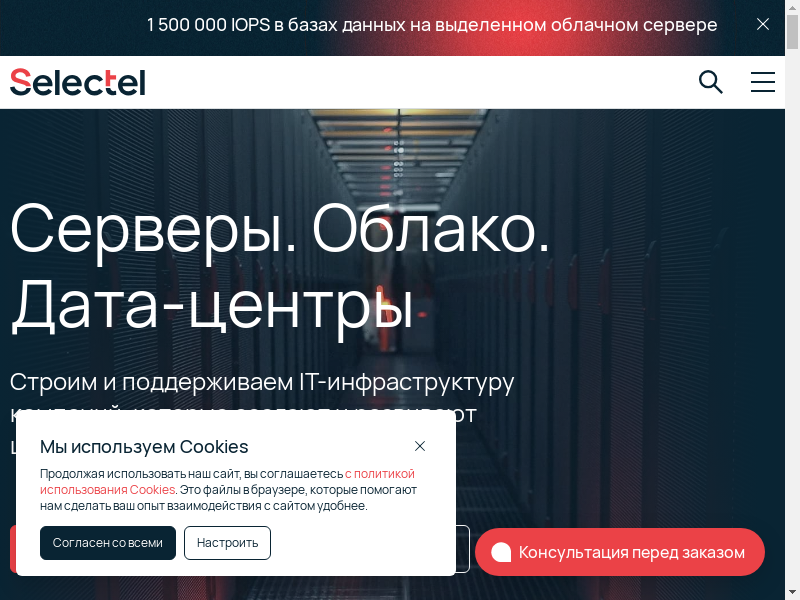 1 500 000 IOPS в базах данных на выделенном облачном сервере
Selectel
Серверы. Облако.
Дата-центры
Строим и поддерживаем IT-инфраструктуру
Мы используем Cookies
Продолжая использовать наш сайт, вы соглашаетесь с политикой
использования Cookies. Это файлы в браузере, которые помогают
нам сделать ваш опыт взаимодействия с сайтом удобнее.
Согласен со всеми
Настроить
Консультация перед заказом